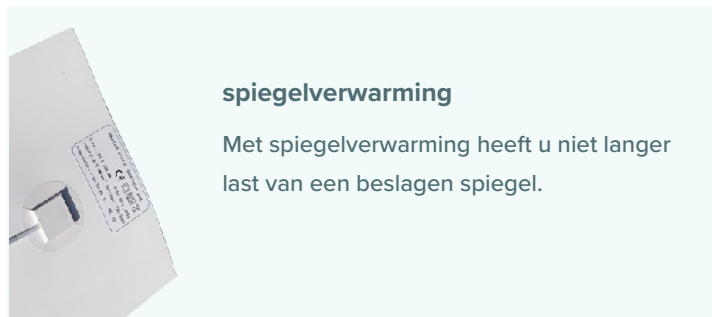 spiegelverwarming
Met spiegelverwarming heeft u niet langer
last van een beslagen spiegel.